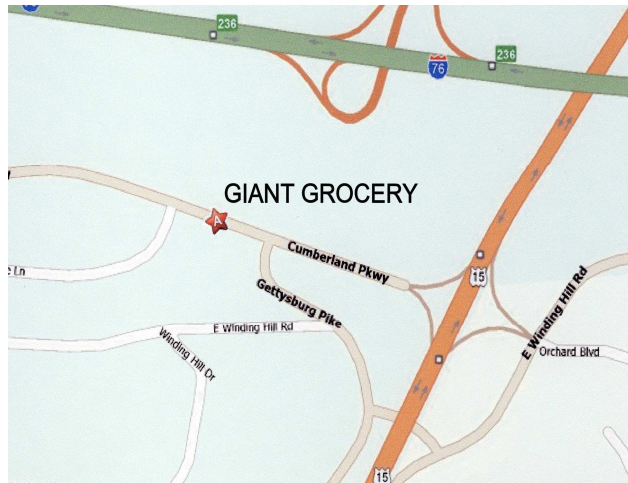 236
236
76
GIANT GROCERY
A
Cumberland Pkwy
15
e Ln
Gettysburg Pike
E Winding Hill Rd
E Winding Hill Rd
Winding Hill Dr
Orchard Blvd
15